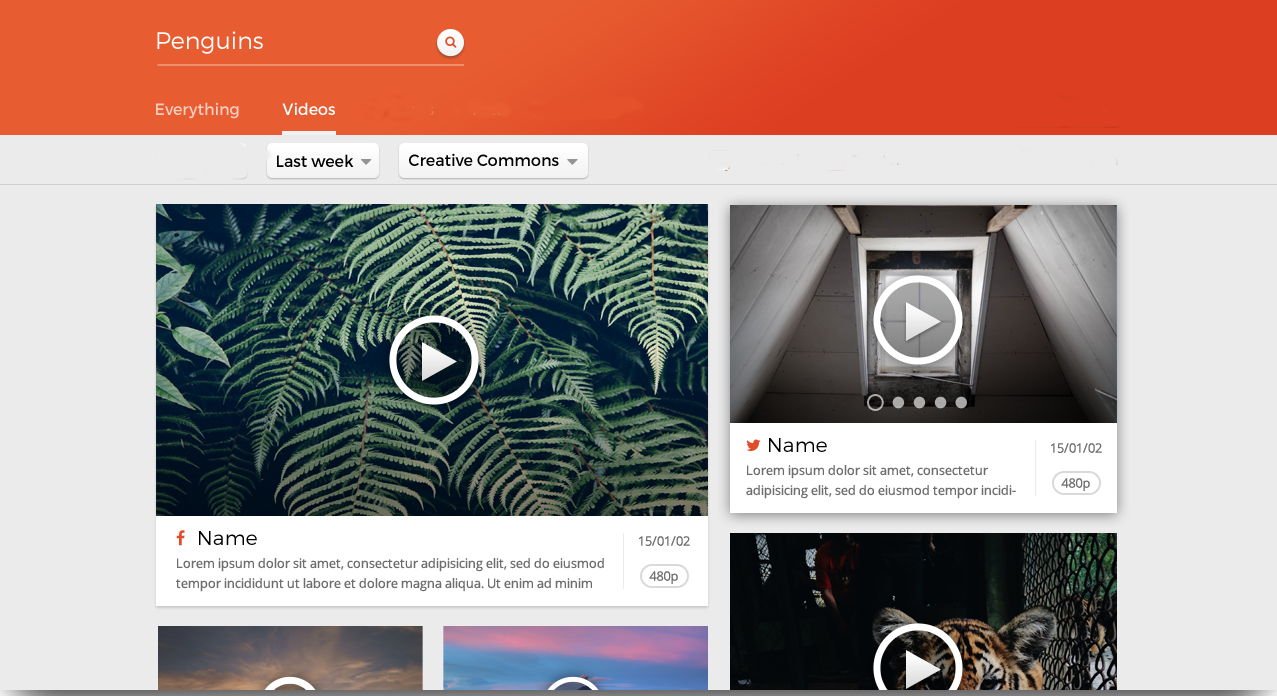 Penguins
Everything Videos
Last week Creative Commons
Name
15/01/02
Lorem ipsum dolor sit amet, consectetur adipisicing elit, sed do eiusmod
tempor incididunt ut labore et dolore magna aliqua. Ut enim ad minim
480p
Name
15/01/02
Lorem ipsum dolor sit amet, consectetur
adipisicing elit, sed do eiusmod tempor incidi-
480p